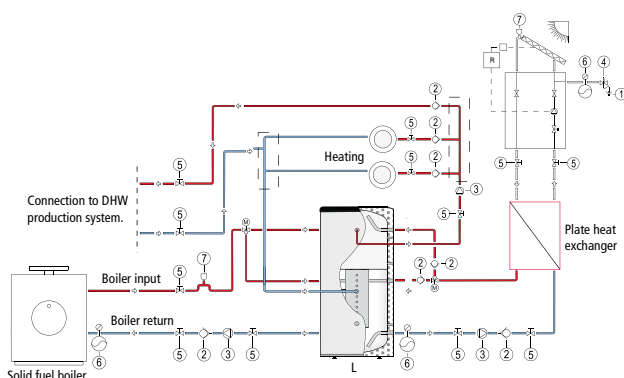 7
6
4
R
1
2
5
2
5
5
Heating
5
2
5
3
Connection to DHW
production system.
5
5
Plate heat
exchanger
M
7
5
Boiler input
2
2
M
Boiler return
6
5
2
3
5
6
5
3
2
5
L
Solid fuel boiler